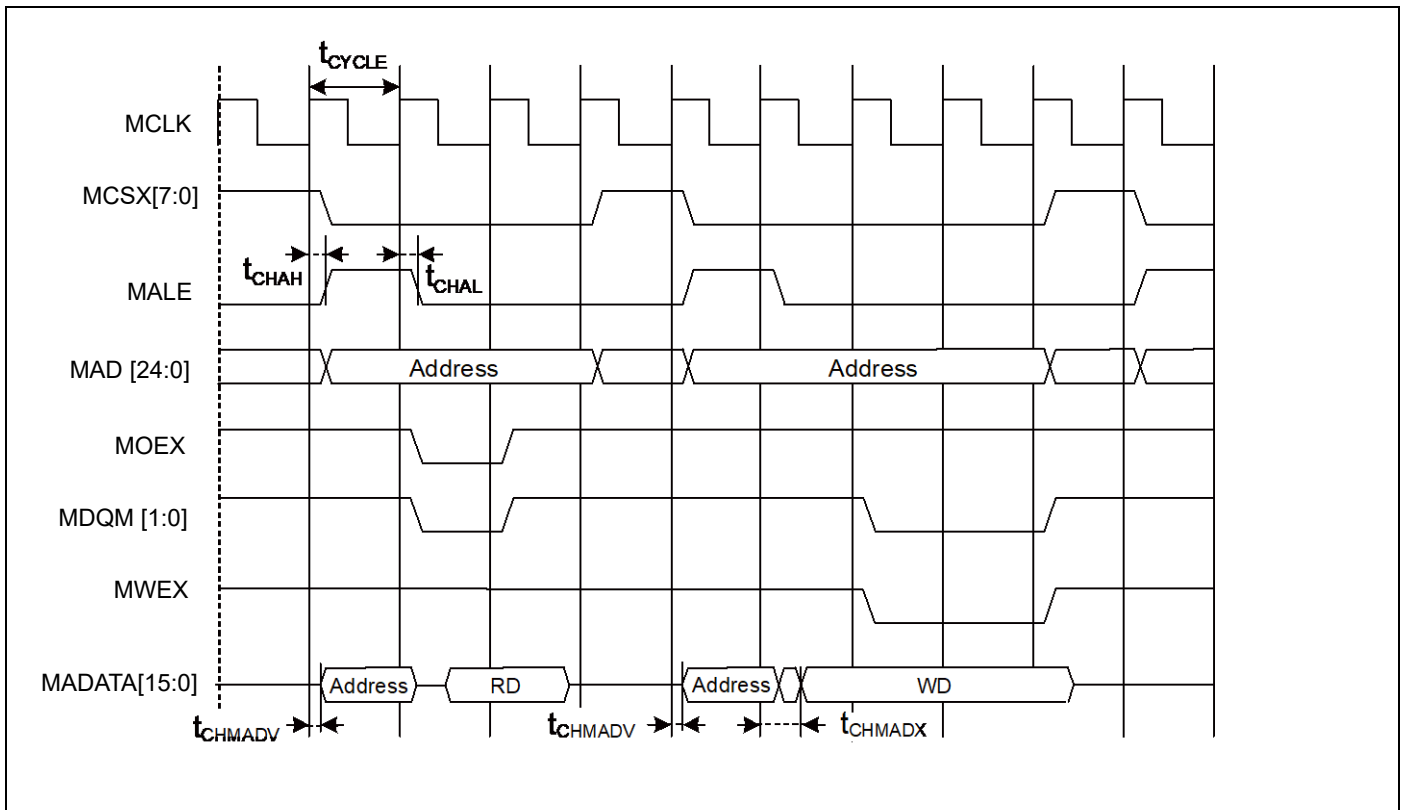 tCYCLE
MCLK
MCSX[7:0]
tCHAH
tCHAL
MALE
MAD [24:0]
Address
Address
MOEX
MDQM [1:0]
MWEX
MADATA[15:0]
Address
RD
Address
WD
tCHMADV
tCHMADV
tCHMADX